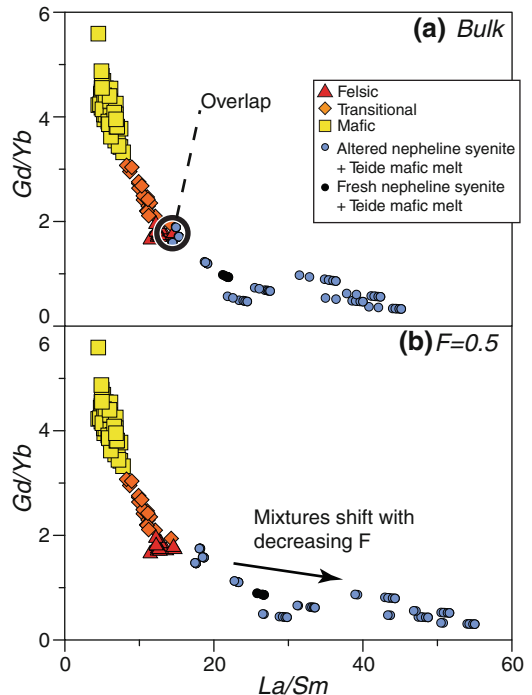 (a) Bulk
6
4
2
0
Gd/Yb
Overlap
Felsic
Transitional
Mafic
Altered nepheline syenite
+ Teide mafic melt
Fresh nepheline syenite
+ Teide mafic melt
(b) F=0.5
6
4
2
0
Gd/Yb
Mixtures shift with
decreasing F
0 20 40 60
La/Sm